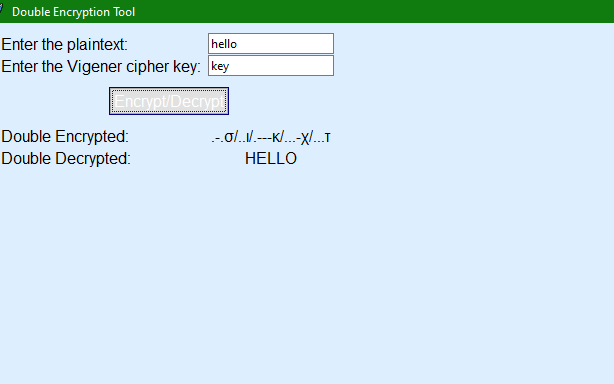 Double Encryption Tool
Enter the plaintext: hello
Enter the Vigener cipher key: key
Encrypt/Decrypt
Double Encrypted: .-.σ/..ι/.---κ/...-χ/...τ
Double Decrypted: HELLO